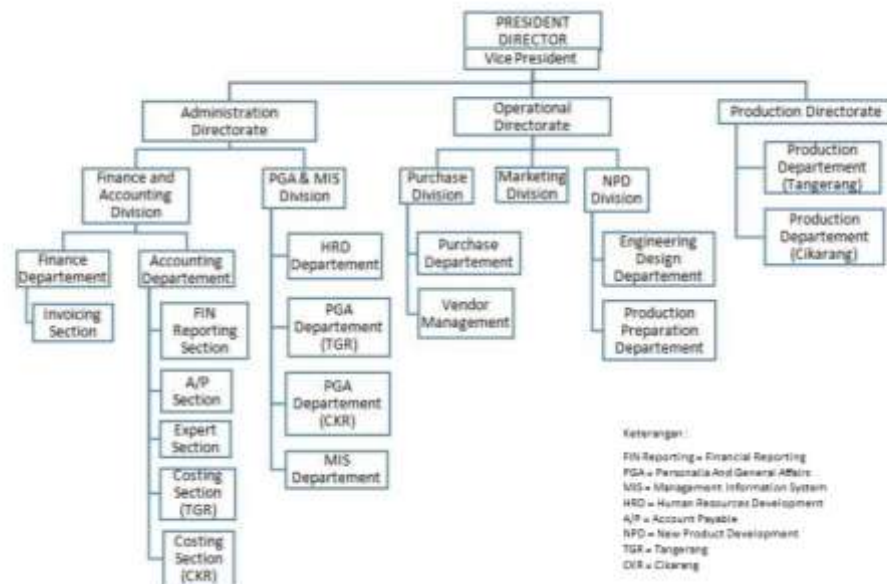 PRESIDENT
DIRECTOR
Vice President
Administration
Directorate
Operational
Directorate
Production Directorate
Finance and
Accounting
Division
PGA & MIS
Division
Purchase
Division
Marketing
Division
NPD
Division
Production
Departement
(Tangerang)
Production
Departement
(Cikarang)
Finance
Departement
Accounting
Departement
Invoicing
Section
FIN
Reporting
Section
A/P
Section
Expert
Section
Costing
Section
(TGR)
Costing
Section
(CKR)
HRD
Departement
PGA
Departement
(TGR)
PGA
Departement
(CKR)
MIS
Departement
Purchase
Departement
Vendor
Management
Engineering
Design
Departement
Production
Preparation
Departement
Keterangan :
FIN Reporting = Financial Reporting
PGA = Personalia And General Affairs
MIS = Management Information System
HRD = Human Resources Development
A/P = Account Payable
NPD = New Product Development
TGR = Tangerang
CKR = Cikarang